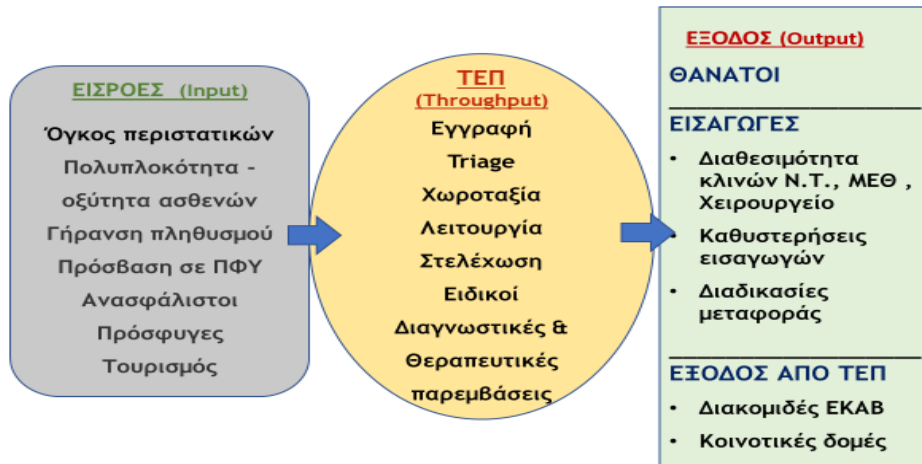 ΕΙΣΡΟΕΣ (Input)
Όγκος περιστατικών
Πολυπλοκότητα -
οξύτητα ασθενών
Γήρανση πληθυσμού
Πρόσβαση σε ΠΦΥ
Ανασφάλιστοι
Πρόσφυγες
Τουρισμός
ΤΕΠ
(Throughput)
Εγγραφή
Triage
Χωροταξία
Λειτουργία
Στελέχωση
Ειδικοί
Διαγνωστικές &
Θεραπευτικές
παρεμβάσεις
ΕΞΟΔΟΣ (Output)
ΘΑΝΑΤΟΙ
ΕΙΣΑΓΩΓΕΣ
• Διαθεσιμότητα
κλινών Ν.Τ., ΜΕΘ ,
Χειρουργείο
• Καθυστερήσεις
εισαγωγών
• Διαδικασίες
μεταφοράς
ΕΞΟΔΟΣ ΑΠΟ ΤΕΠ
• Διακομιδές ΕΚΑΒ
• Κοινοτικές δομές